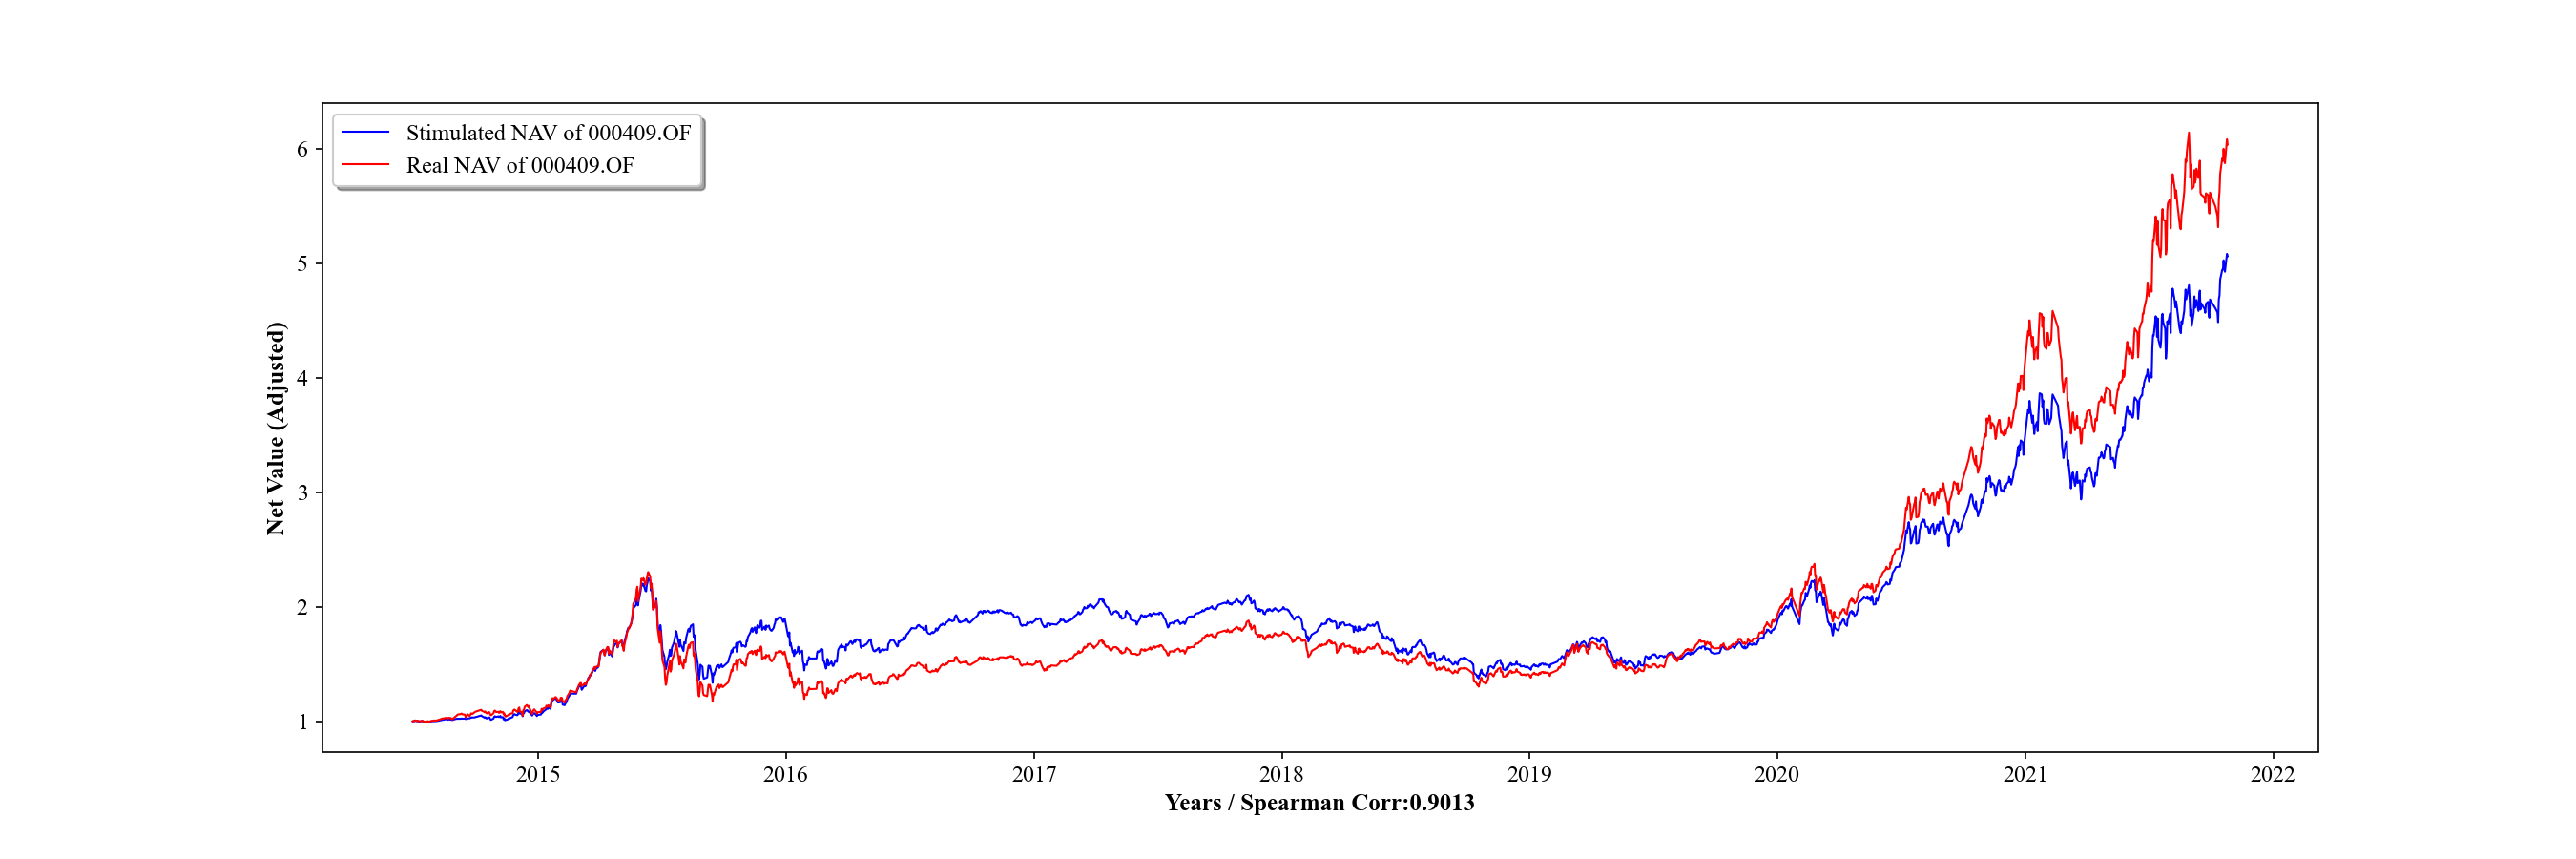 Stimulated NAV of 000409.OF
Real NAV of 000409.OF
6
5
4
3
2
1
Net Value (Adjusted)
2015 2016 2017 2018 2019 2020 2021 2022
Years / Spearman Corr:0.9013